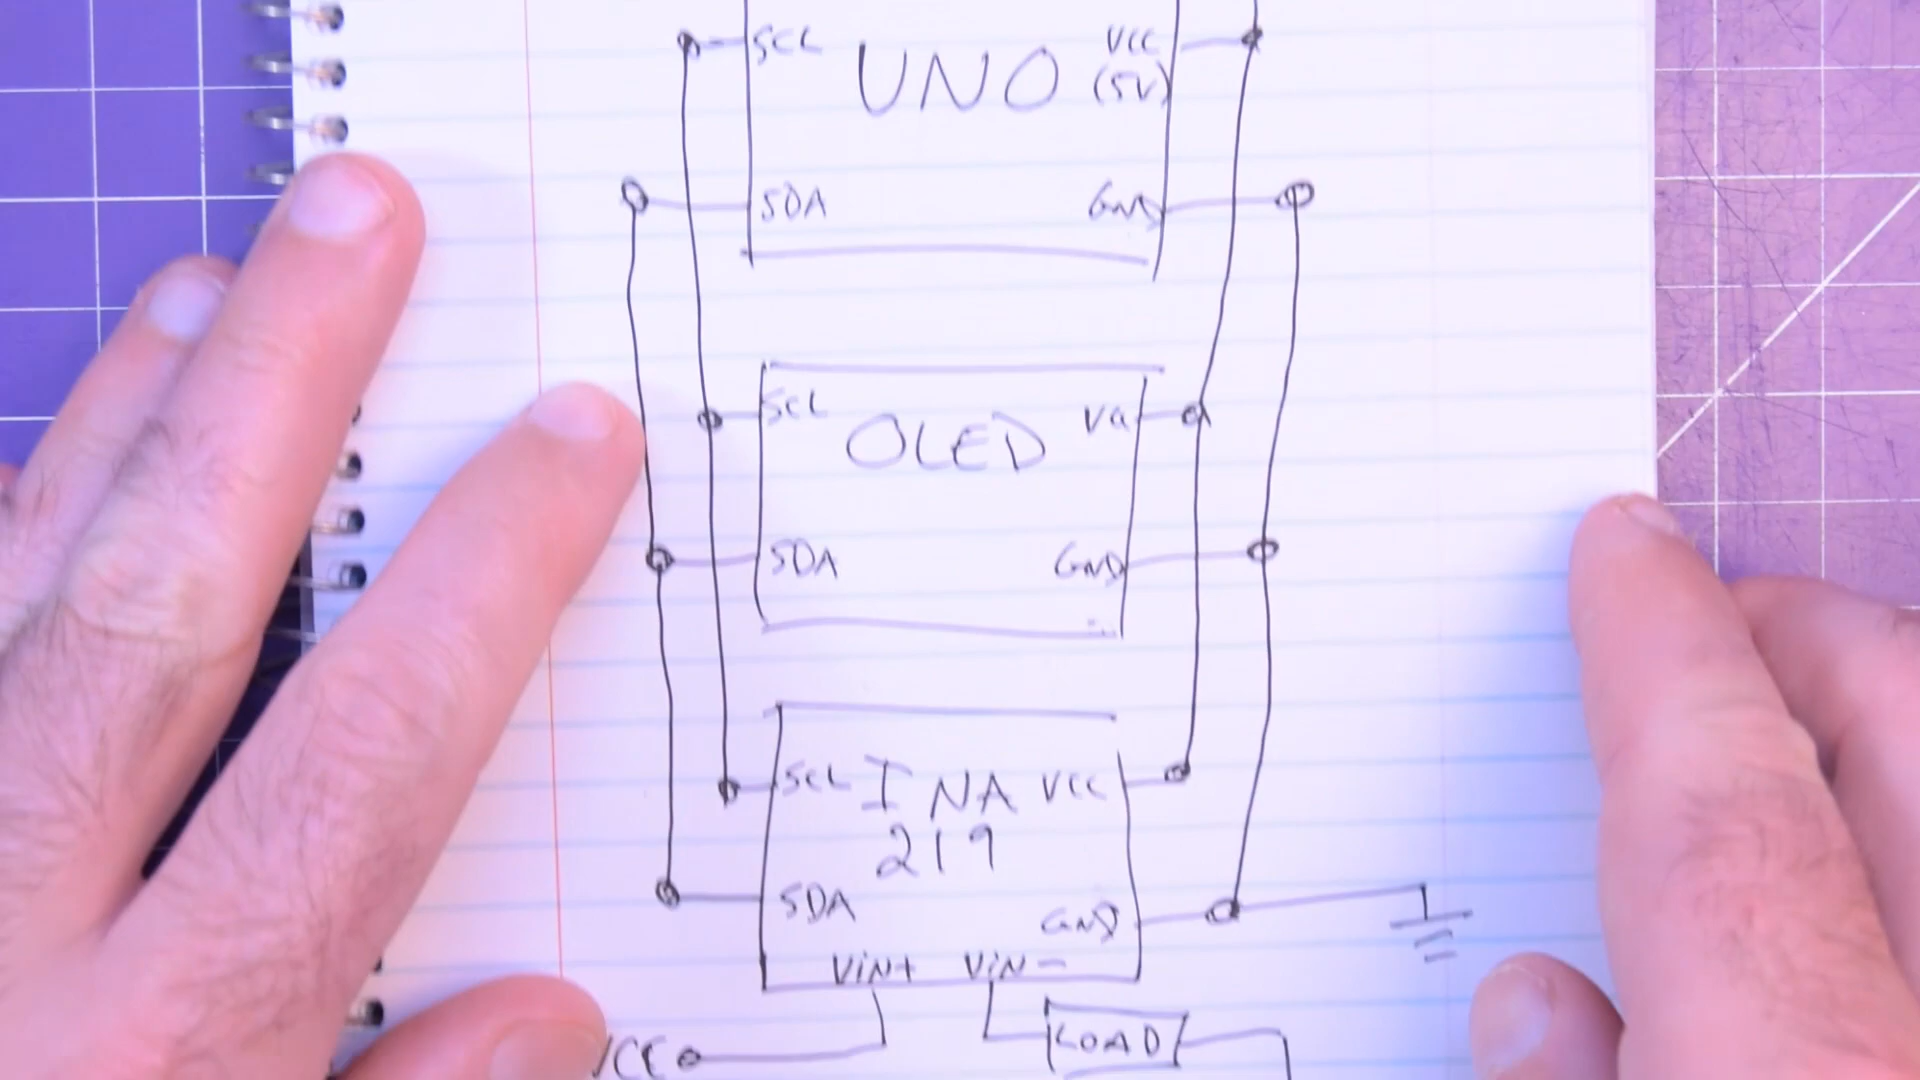 SCL UNO VCC
(5V)
SDA GND
SCL OLED VCC
SDA GND
SCL INA VCC
219
SDA GND
VIN+ VIN-
VCC LOAD